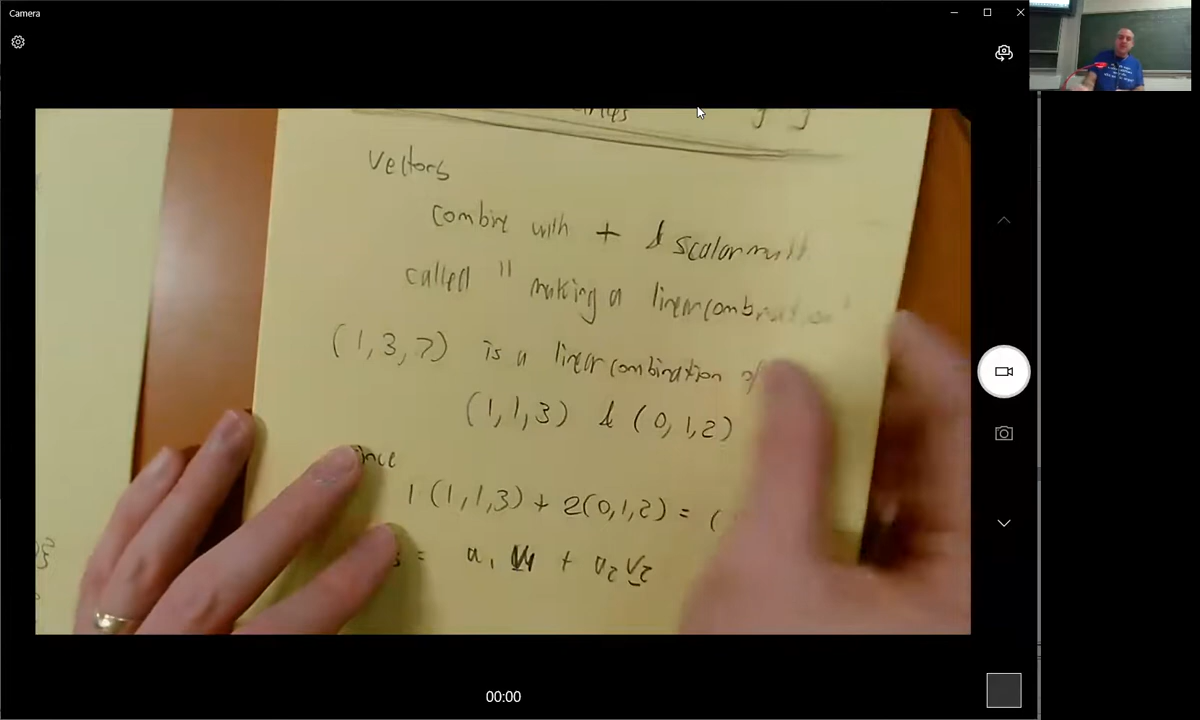 Camera
vectors
combine with + & scalar mult
called " making a linear combination"
(1,3,7) is a linear combination of
(1,1,3) & (0,1,2)
1(1,1,3) + 2(0,1,2) = (
= a₁ v₁ + a₂ v₂
00:00